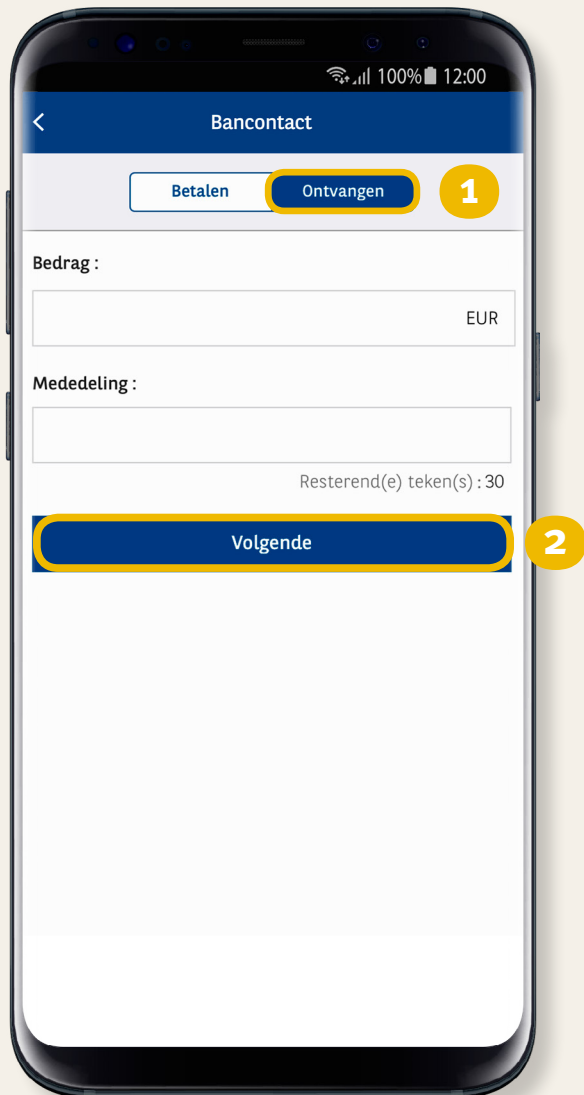 100% 12:00
Bancontact
Betalen Ontvangen 1
Bedrag :
EUR
Mededeling :
Resterend(e) teken(s) : 30
Volgende 2